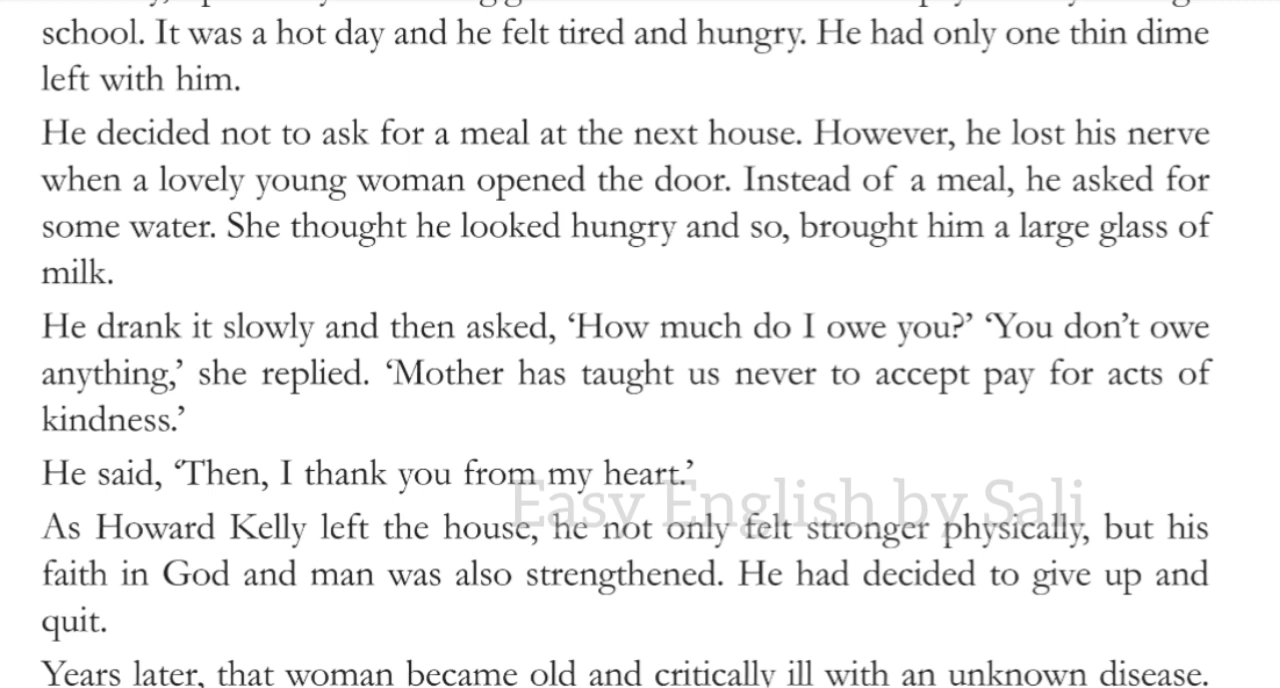 school. It was a hot day and he felt tired and hungry. He had only one thin dime
left with him.
He decided not to ask for a meal at the next house. However, he lost his nerve
when a lovely young woman opened the door. Instead of a meal, he asked for
some water. She thought he looked hungry and so, brought him a large glass of
milk.
He drank it slowly and then asked, ‘How much do I owe you?’ ‘You don’t owe
anything,’ she replied. ‘Mother has taught us never to accept pay for acts of
kindness.’
He said, ‘Then, I thank you from my heart.’
Easy English by Sali
As Howard Kelly left the house, he not only felt stronger physically, but his
faith in God and man was also strengthened. He had decided to give up and
quit.
Years later, that woman became old and critically ill with an unknown disease.